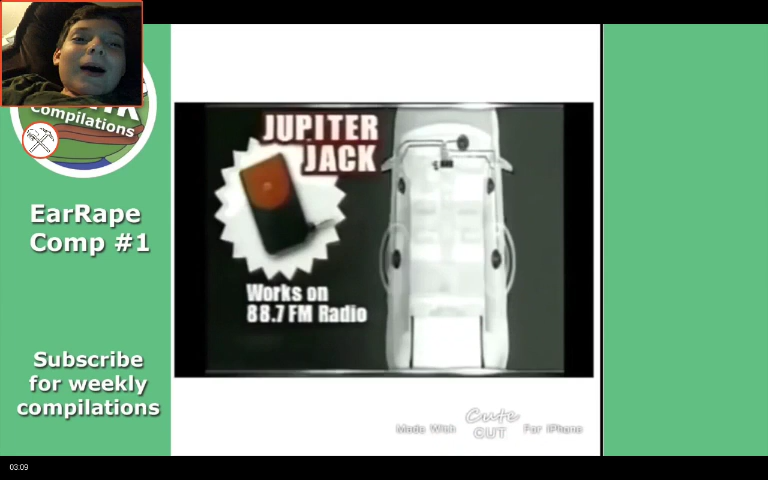 Compilations
JUPITER
JACK
EarRape
Comp #1
Works on
88.7 FM Radio
Subscribe
for weekly
compilations
Made With Cute CUT For iPhone
03:09